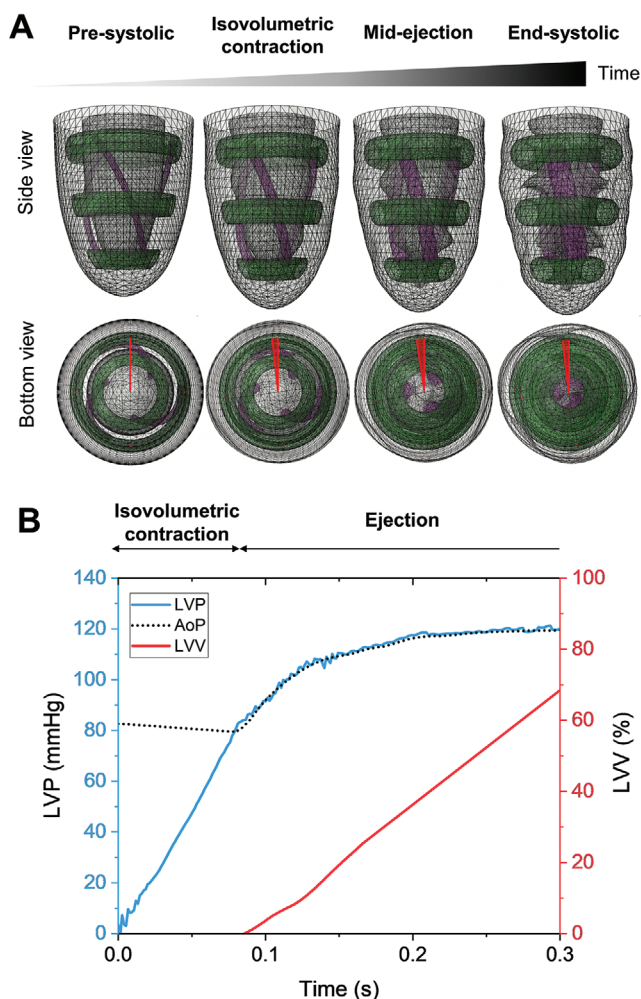 A
Pre-systolic
Isovolumetric
contraction
Mid-ejection
End-systolic
Time
Side view
Bottom view
B
Isovolumetric
contraction
Ejection
140
120
100
80
60
40
20
0
LVP (mmHg)
LVP
AoP
LVV
100
80
60
40
20
0
LVV (%)
0.0
0.1
0.2
0.3
Time (s)